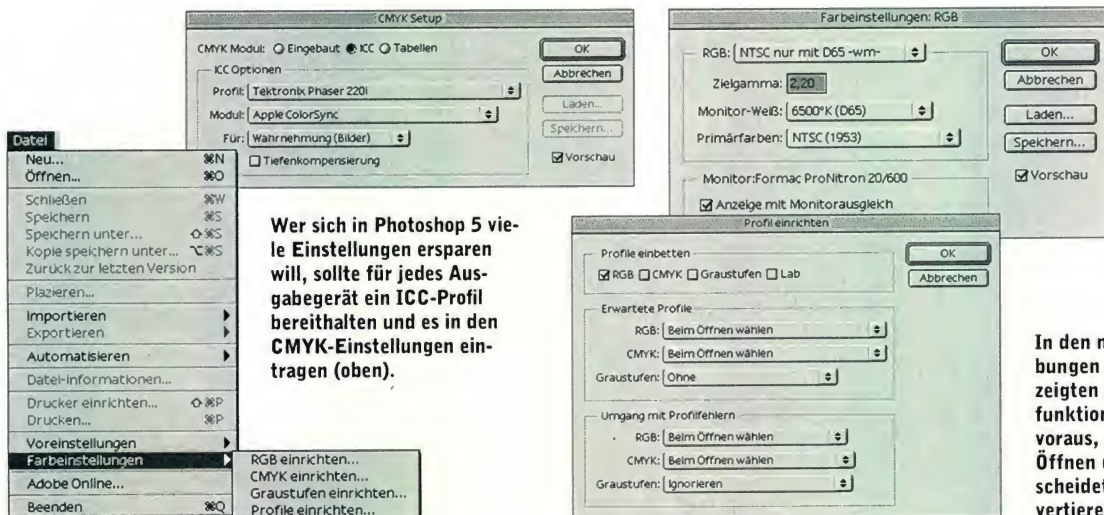 CMYK Setup
CMYK Modul: Eingebaut ICC Tabellen
ICC Optionen
Profil: Tektronix Phaser 220i
Modul: Apple ColorSync
Für: Wahrnehmung (Bilder)
Tiefenkompensierung
OK
Abbrechen
Laden...
Speichern...
Vorschau
Farbeinstellungen: RGB
RGB: NTSC nur mit D65 -wm-
Zielgamma: 2,20
Monitor-Weiß: 6500°K (D65)
Primärfarben: NTSC (1953)
Monitor:Formac ProNitron 20/600
Anzeige mit Monitorausgleich
OK
Abbrechen
Laden...
Speichern...
Vorschau
Datei
Neu... ⌘N
Öffnen... ⌘O
Schließen ⌘W
Speichern ⌘S
Speichern unter... ⇧⌘S
Kopie speichern unter... ⌥⌘S
Zurück zur letzten Version
Plazieren...
Importieren
Exportieren
Automatisieren
Datei-Informationen...
Drucker einrichten... ⇧⌘P
Drucken... ⌘P
Voreinstellungen
Farbeinstellungen
Adobe Online...
Beenden ⌘Q
RGB einrichten...
CMYK einrichten...
Graustufen einrichten...
Profile einrichten...
Wer sich in Photoshop 5 vie-
le Einstellungen ersparen
will, sollte für jedes Aus-
gabegerät ein ICC-Profil
bereithalten und es in den
CMYK-Einstellungen ein-
tragen (oben).
Profil einrichten
Profile einbetten
RGB CMYK Graustufen Lab
Erwartete Profile
RGB: Beim Öffnen wählen
CMYK: Beim Öffnen wählen
Graustufen: Ohne
Umgang mit Profilfehlern
RGB: Beim Öffnen wählen
CMYK: Beim Öffnen wählen
Graustufen: Ignorieren
OK
Abbrechen
In den
bungen
zeigten
funktion
voraus,
Öffnen
scheidet
vertiere